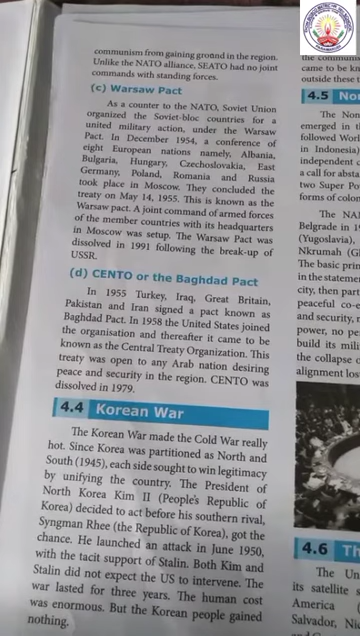 communism from gaining ground in the region.
Unlike the NATO alliance, SEATO had no joint
commands with standing forces.
(c) Warsaw Pact
As a counter to the NATO, Soviet Union
organized the Soviet-bloc countries for a
united military action, under the Warsaw
Pact. In December 1954, a conference of
eight European nations namely, Albania,
Bulgaria, Hungary, Czechoslovakia, East
Germany, Poland, Romania and Russia
took place in Moscow. They concluded the
treaty on May 14, 1955. This is known as the
Warsaw pact. A joint command of armed forces
of the member countries with its headquarters
in Moscow was setup. The Warsaw Pact was
dissolved in 1991 following the break-up of
USSR.
(d) CENTO or the Baghdad Pact
In 1955 Turkey, Iraq, Great Britain,
Pakistan and Iran signed a pact known as
Baghdad Pact. In 1958 the United States joined
the organisation and thereafter it came to be
known as the Central Treaty Organization. This
treaty was open to any Arab nation desiring
peace and security in the region. CENTO was
dissolved in 1979.
4.4 Korean War
The Korean War made the Cold War really
hot. Since Korea was partitioned as North and
South (1945), each side sought to win legitimacy
by unifying the country. The President of
North Korea Kim II (People's Republic of
Korea) decided to act before his southern rival,
Syngman Rhee (the Republic of Korea), got the
chance. He launched an attack in June 1950,
with the tacit support of Stalin. Both Kim and
Stalin did not expect the US to intervene. The
war lasted for three years. The human cost
was enormous. But the Korean people gained
nothing.
the communi
came to be kn
outside these t
4.5 Non
The Non
emerged in
followed Worl
in Indonesia)
independent c
a call for absta
two Super Po
forms of colon
The NAM
Belgrade in 19
(Yugoslavia),
Nkrumah (Gh
The basic prin
in the statemen
city, then part
peaceful co-e
and security, r
power, no pe
build its mili
the collapse o
alignment los
4.6 Th
The Un
its satellite s
America
Salvador, Nic